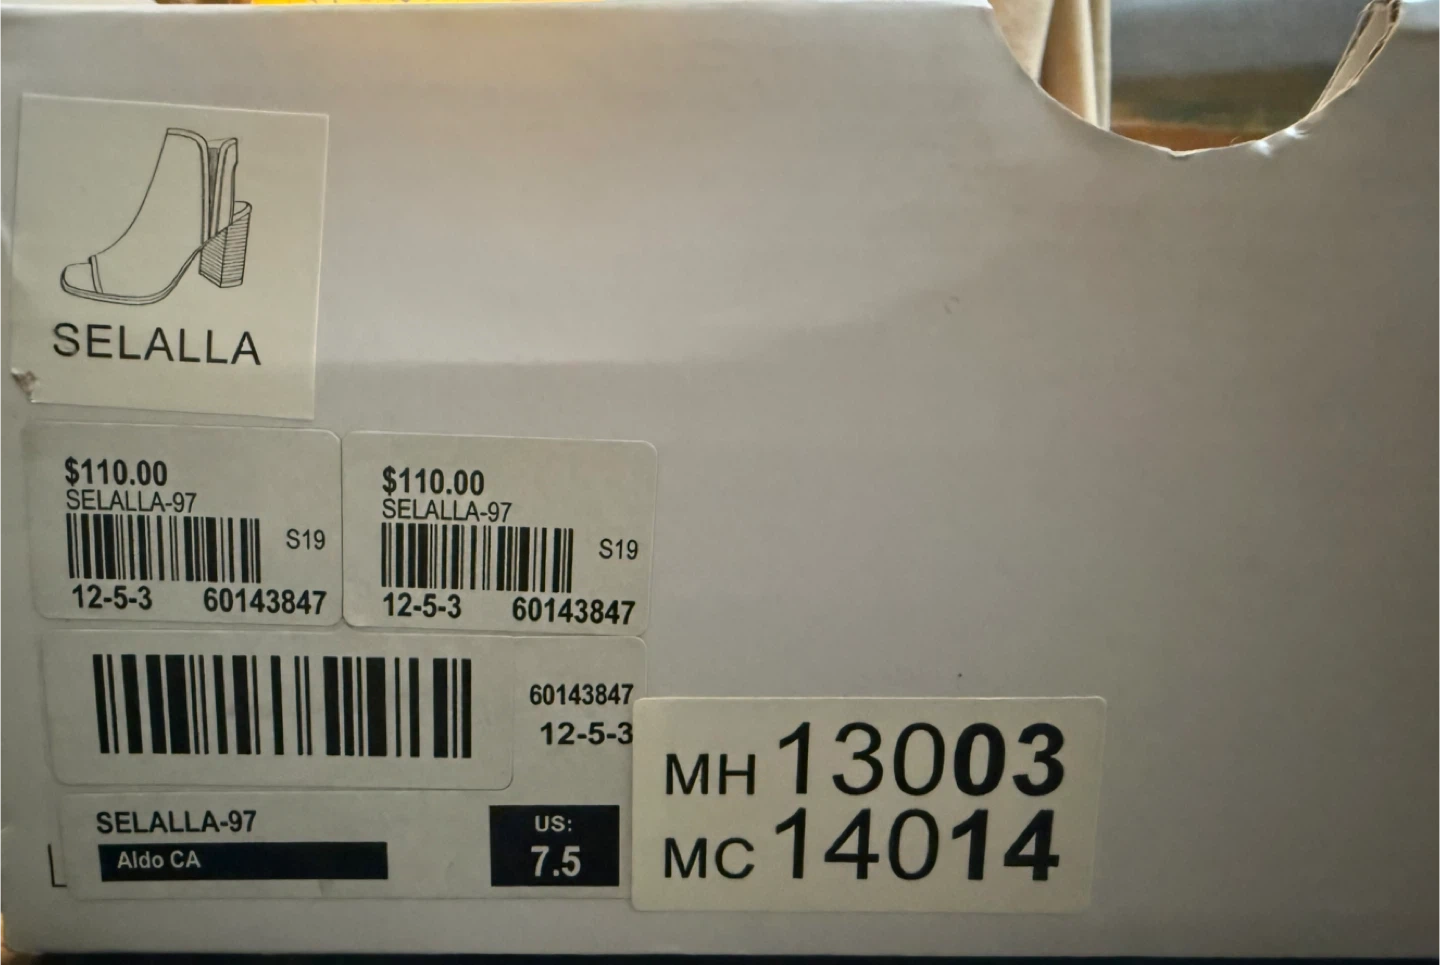 SELALLA
$110.00
SELALLA-97
S19
12-5-3 60143847
$110.00
SELALLA-97
S19
12-5-3 60143847
60143847
12-5-3
SELALLA-97
Aldo CA
US:
7.5
MH 13003
MC 14014